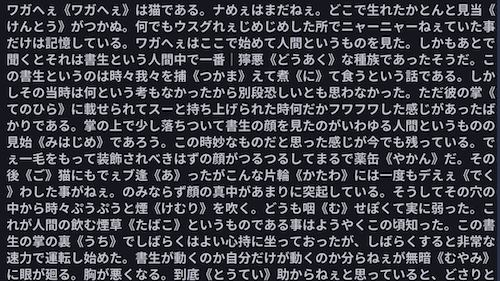 ワガヘぇ《ワガヘぇ》は猫である。ナめぇはまだねぇ。どこで生れたかとんと見当《
けんとう》がつかぬ。何でもウスグれぇじめじめした所でニャーニャーねぇていた事
だけは記憶している。ワガヘぇはここで始めて人間というものを見た。しかもあとで
聞くとそれは書生という人間中で一番｜獰悪《どうあく》な種族であったそうだ。こ
の書生というのは時々我々を捕《つかま》えて煮《に》て食うという話である。しか
しその当時は何という考もなかったから別段恐しいとも思わなかった。ただ彼の掌《
てのひら》に載せられてスーと持ち上げられた時何だかフワフワした感じがあったば
かりである。掌の上で少し落ちついて書生の顔を見たのがいわゆる人間というものの
見始《みはじめ》であろう。この時妙なものだと思った感じが今でも残っている。で
ぇ一毛をもって装飾されべきはずの顔がつるつるしてまるで薬缶《やかん》だ。その
後《ご》猫にもでぇブ逢《あ》ったがこんな片輪《かたわ》には一度もデえぇ《でく
》わした事がねぇ。のみならず顔の真中があまりに突起している。そうしてその穴の
中から時々ぷうぷうと煙《けむり》を吹く。どうも咽《む》せぽくて実に弱った。こ
れが人間の飲む煙草《たばこ》というものである事はようやくこの頃知った。この書
生の掌の裏《うち》でしばらくはよい心持に坐っておったが、しばらくすると非常な
速力で運転し始めた。書生が動くのか自分だけが動くのか分らねぇが無暗《むやみ》
に眼が廻る。胸が悪くなる。到底《とうてい》助からねぇと思っていると、どさりと